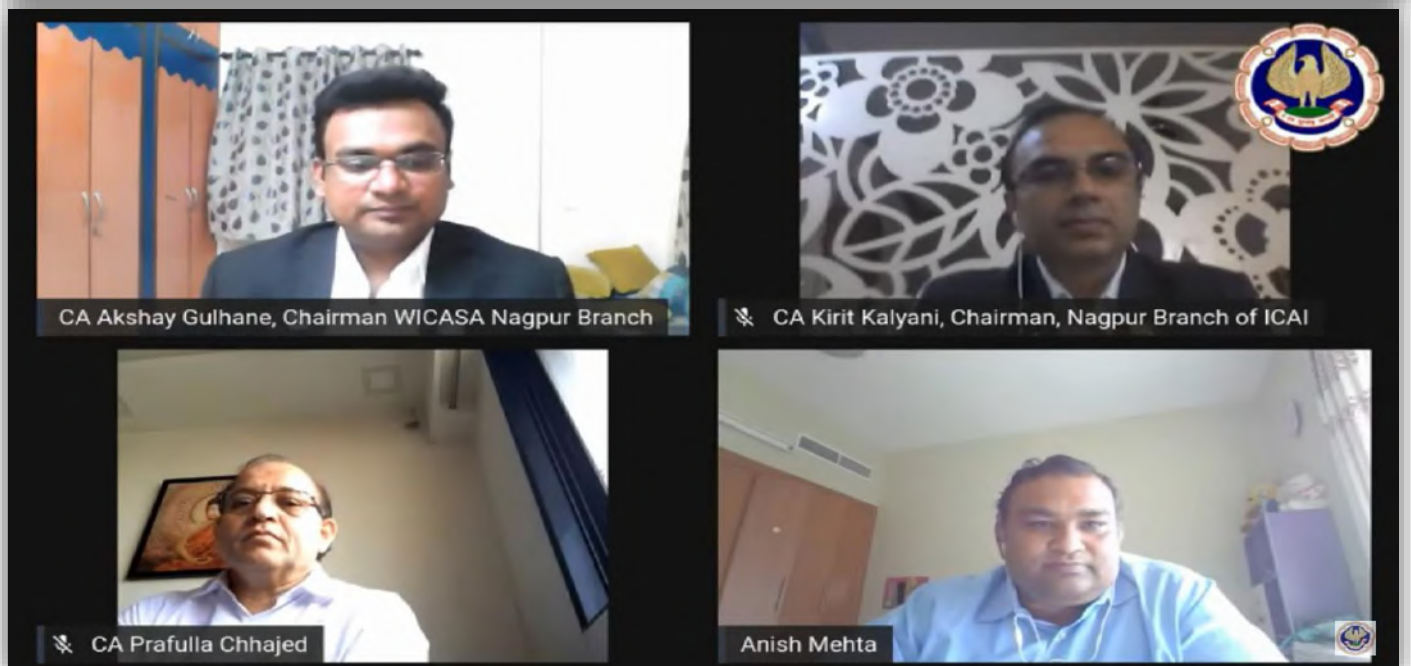 CA Akshay Gulhane, Chairman WICASA Nagpur Branch
CA Kirit Kalyani, Chairman, Nagpur Branch of ICAI
CA Prafulla Chhajed
Anish Mehta